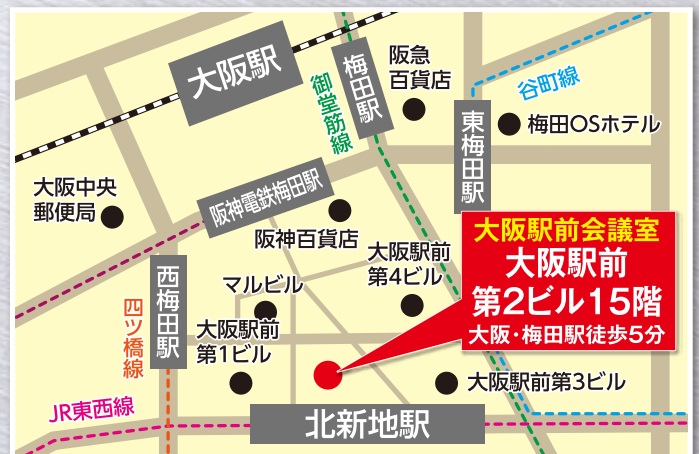 大阪駅
梅田駅
阪急
百貨店
御堂筋線
谷町線
東梅田駅
梅田OSホテル
大阪中央
郵便局
阪神電鉄梅田駅
阪神百貨店
大阪駅前会議室
大阪駅前
第2ビル15階
大阪・梅田駅徒歩5分
大阪駅前
第4ビル
西梅田駅
マルビル
四ツ橋線
大阪駅前
第1ビル
大阪駅前第3ビル
JR東西線
北新地駅